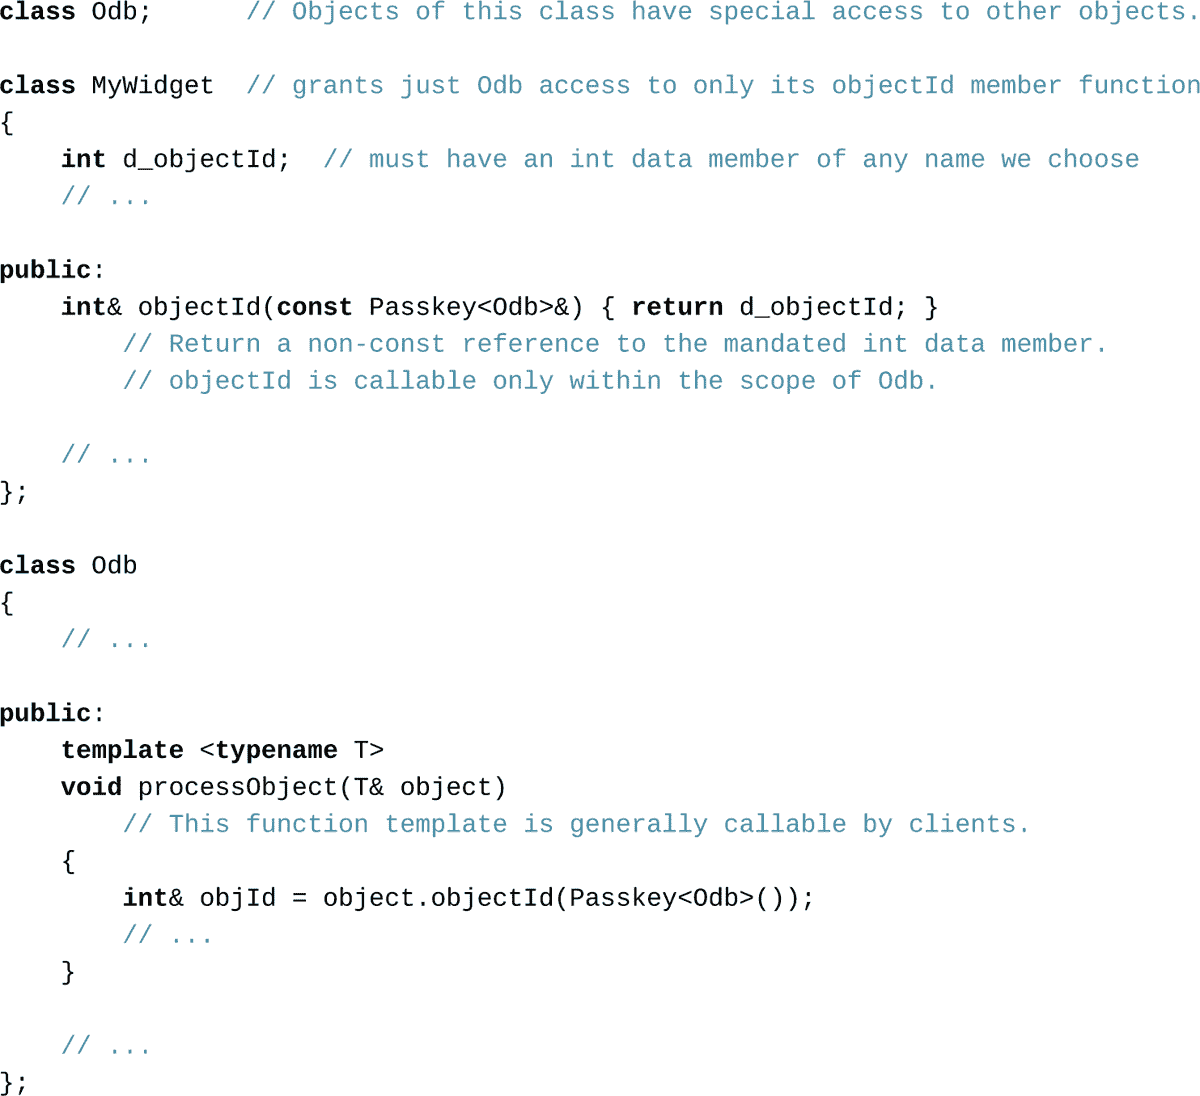 class Odb;      // Objects of this class have special access to other objects.
class MyWidget  // grants just Odb access to only its objectId member function
{
    int d_objectId;  // must have an int data member of any name we choose
    // ...
public:
    int& objectId(const Passkey<Odb>&) { return d_objectId; }
        // Return a non-const reference to the mandated int data member.
        // objectId is callable only within the scope of Odb.
    // ...
};
class Odb
{
    // ...
public:
    template <typename T>
    void processObject(T& object)
        // This function template is generally callable by clients.
    {
        int& objId = object.objectId(Passkey<Odb>());
        // ...
    }
    // ...
};